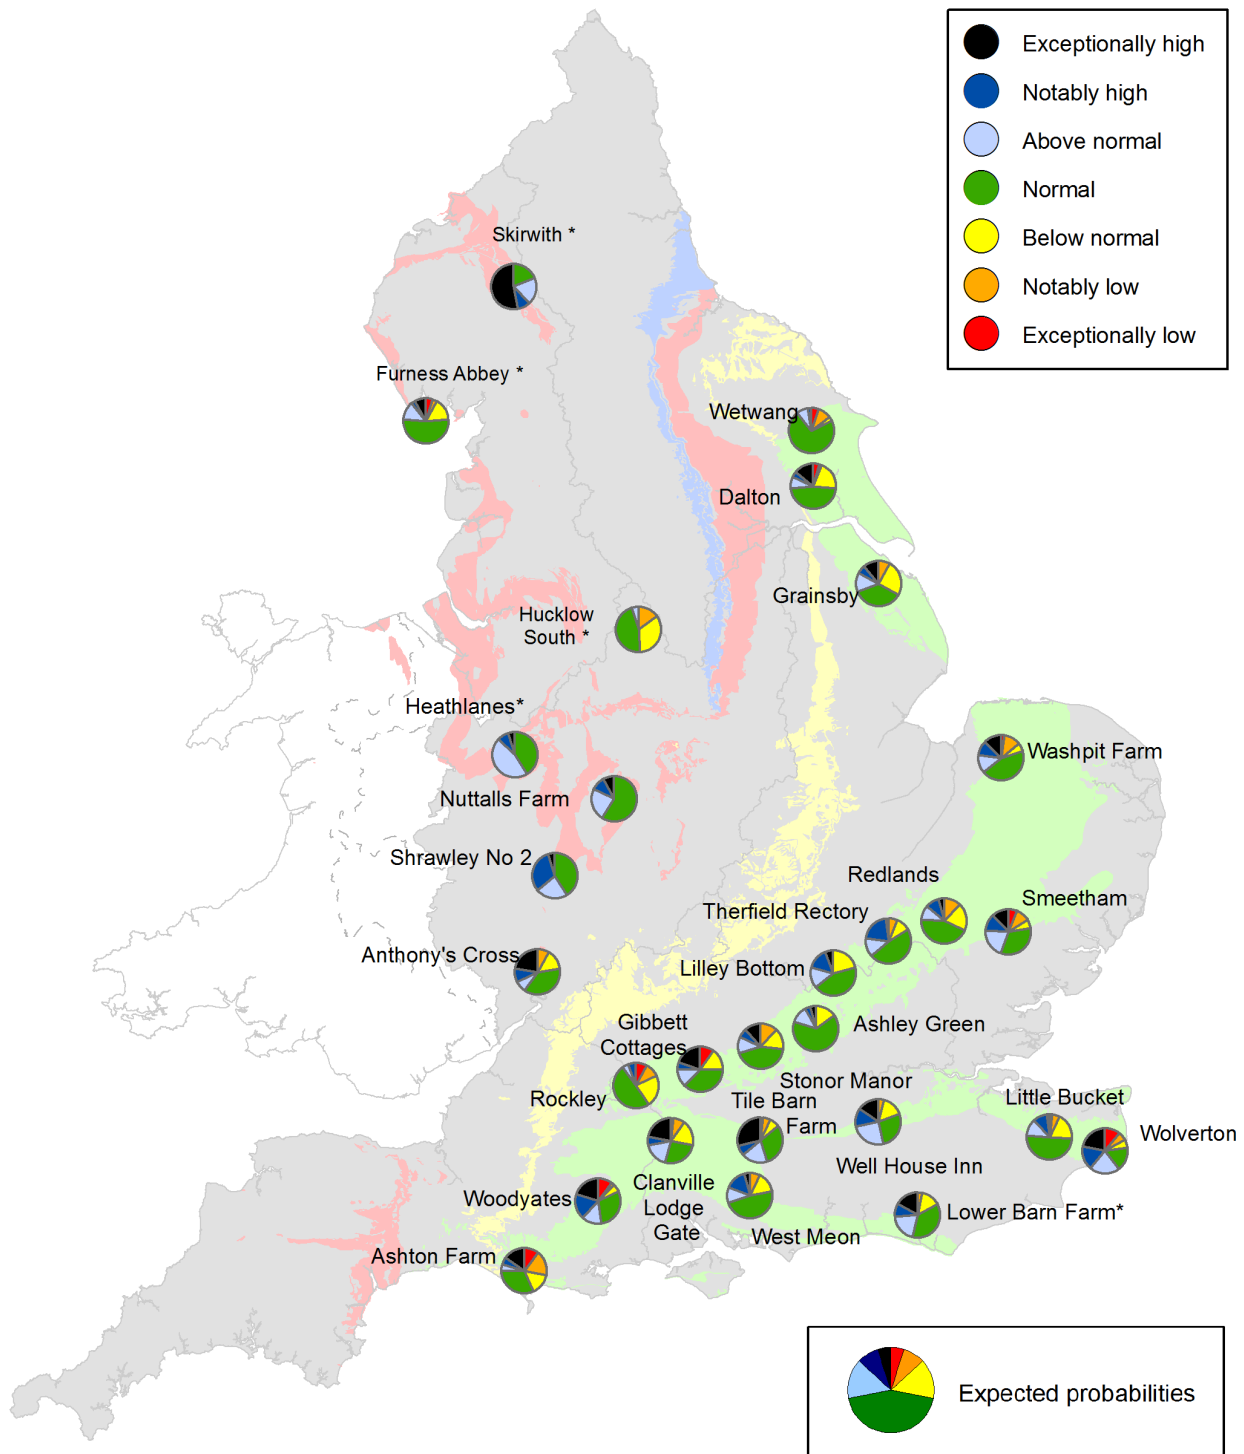 Exceptionally high
Notably high
Above normal
Normal
Below normal
Notably low
Exceptionally low
Skirwith *
Furness Abbey *
Wetwang
Dalton
Grainsby
Hucklow
South *
Heathlanes*
Nuttalls Farm
Washpit Farm
Shrawley No 2
Redlands
Smeetham
Therfield Rectory
Anthony's Cross
Lilley Bottom
Gibbett
Cottages
Ashley Green
Stonor Manor
Rockley
Tile Barn
Farm
Little Bucket
Wolverton
Well House Inn
Clanville
Lodge
Gate
Woodyates
Lower Barn Farm*
West Meon
Ashton Farm
Expected probabilities